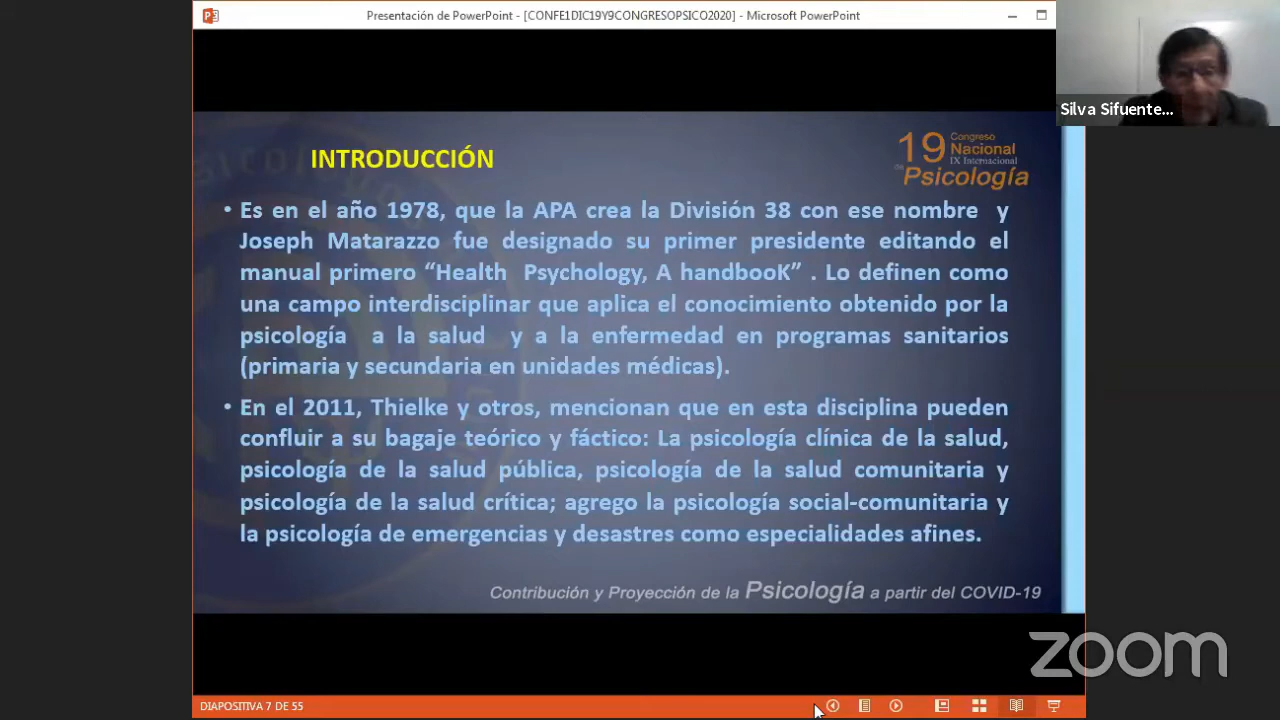 Presentación de PowerPoint - [CONFE1DIC19Y9CONGRESOPSICO2020] - Microsoft PowerPoint
Silva Sifuente...
INTRODUCCIÓN
19 Congreso
Nacional
IX Internacional
de Psicología
• Es en el año 1978, que la APA crea la División 38 con ese nombre y
Joseph Matarazzo fue designado su primer presidente editando el
manual primero “Health Psychology, A handbooK” . Lo definen como
una campo interdisciplinar que aplica el conocimiento obtenido por la
psicología a la salud y a la enfermedad en programas sanitarios
(primaria y secundaria en unidades médicas).
• En el 2011, Thielke y otros, mencionan que en esta disciplina pueden
confluir a su bagaje teórico y fáctico: La psicología clínica de la salud,
psicología de la salud pública, psicología de la salud comunitaria y
psicología de la salud crítica; agrego la psicología social-comunitaria y
la psicología de emergencias y desastres como especialidades afines.
Contribución y Proyección de la Psicología a partir del COVID-19
zoom
DIAPOSITIVA 7 DE 55